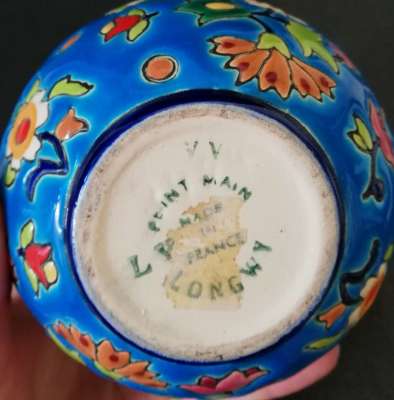 VV
PEINT MAIN
MADE
IN
FRANCE
LONGWY